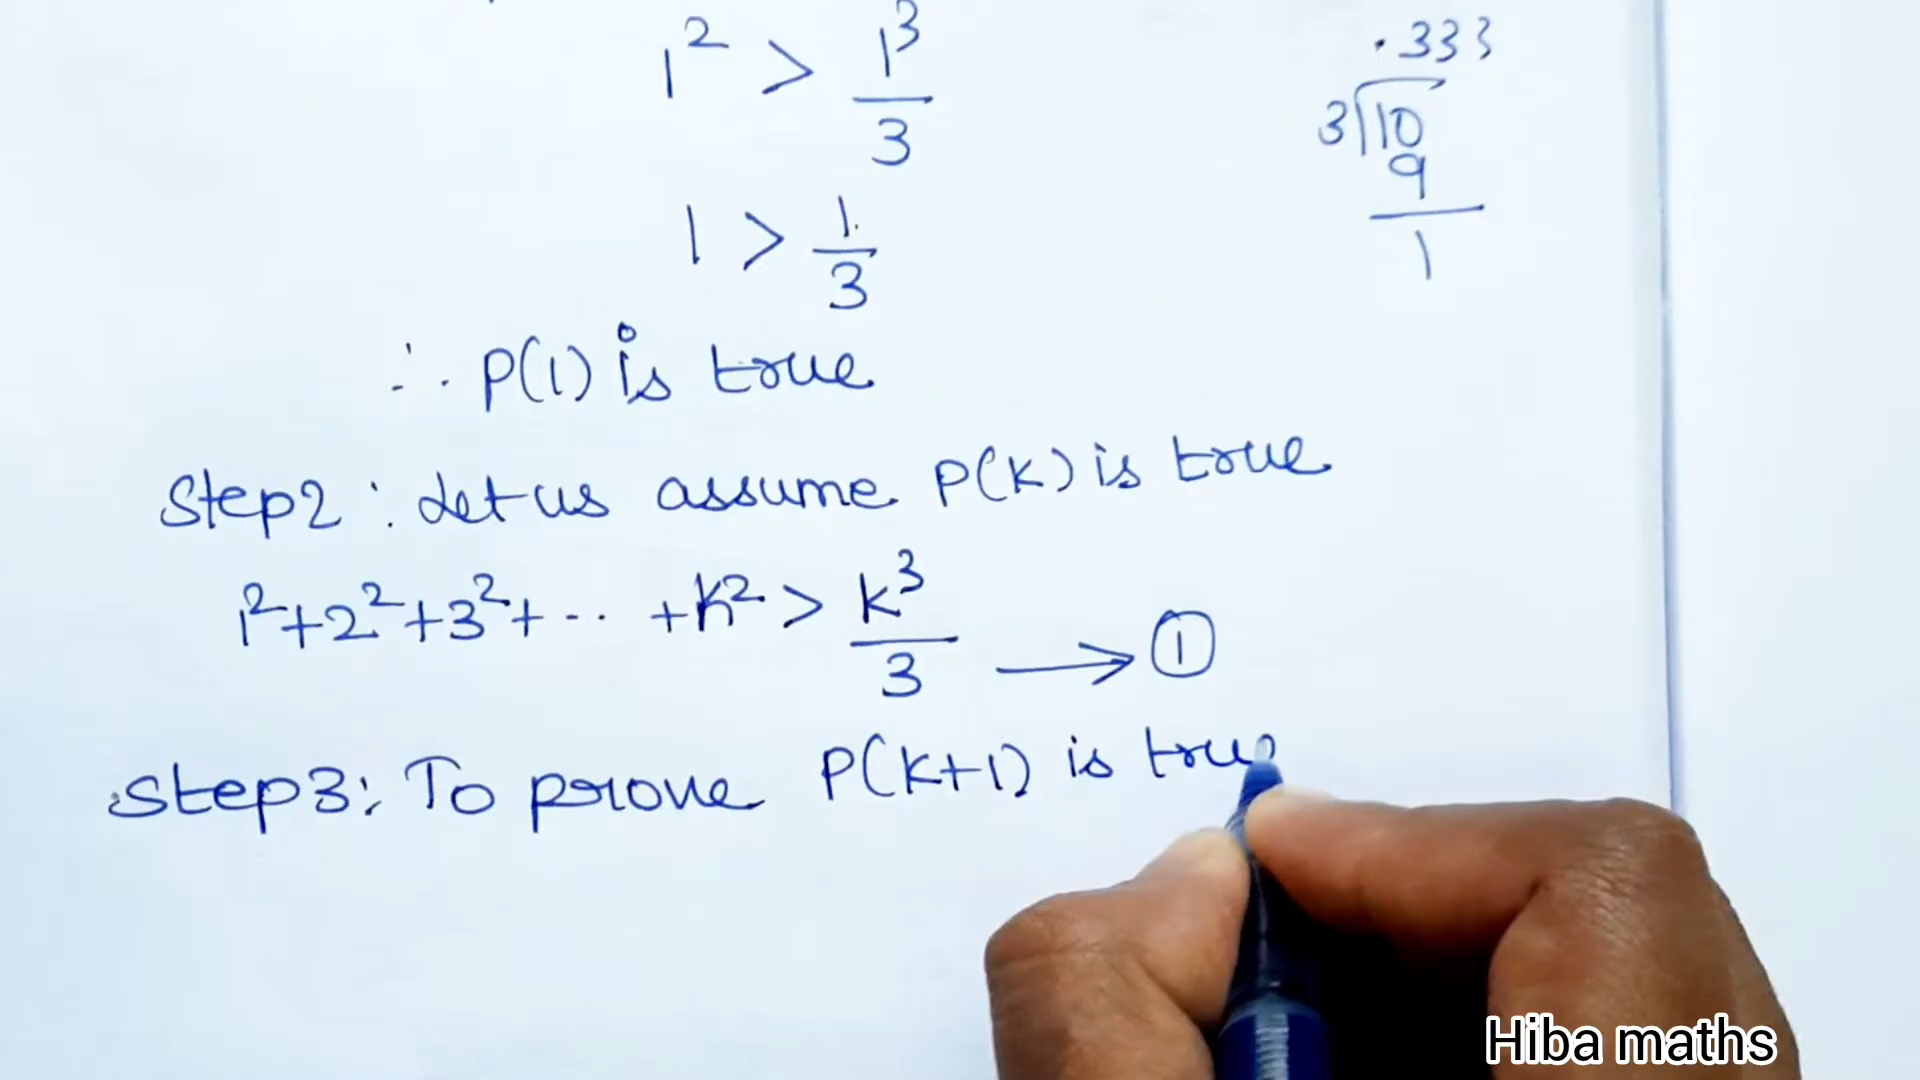 1² > 1³/3
.333
3)10
9
1
1 > 1/3
∴ P(1) is true
Step2 : Let us assume P(K) is true
1²+2²+3²+ ... +k² > k³/3 → ①
Step3: To prove P(K+1) is true
Hiba maths